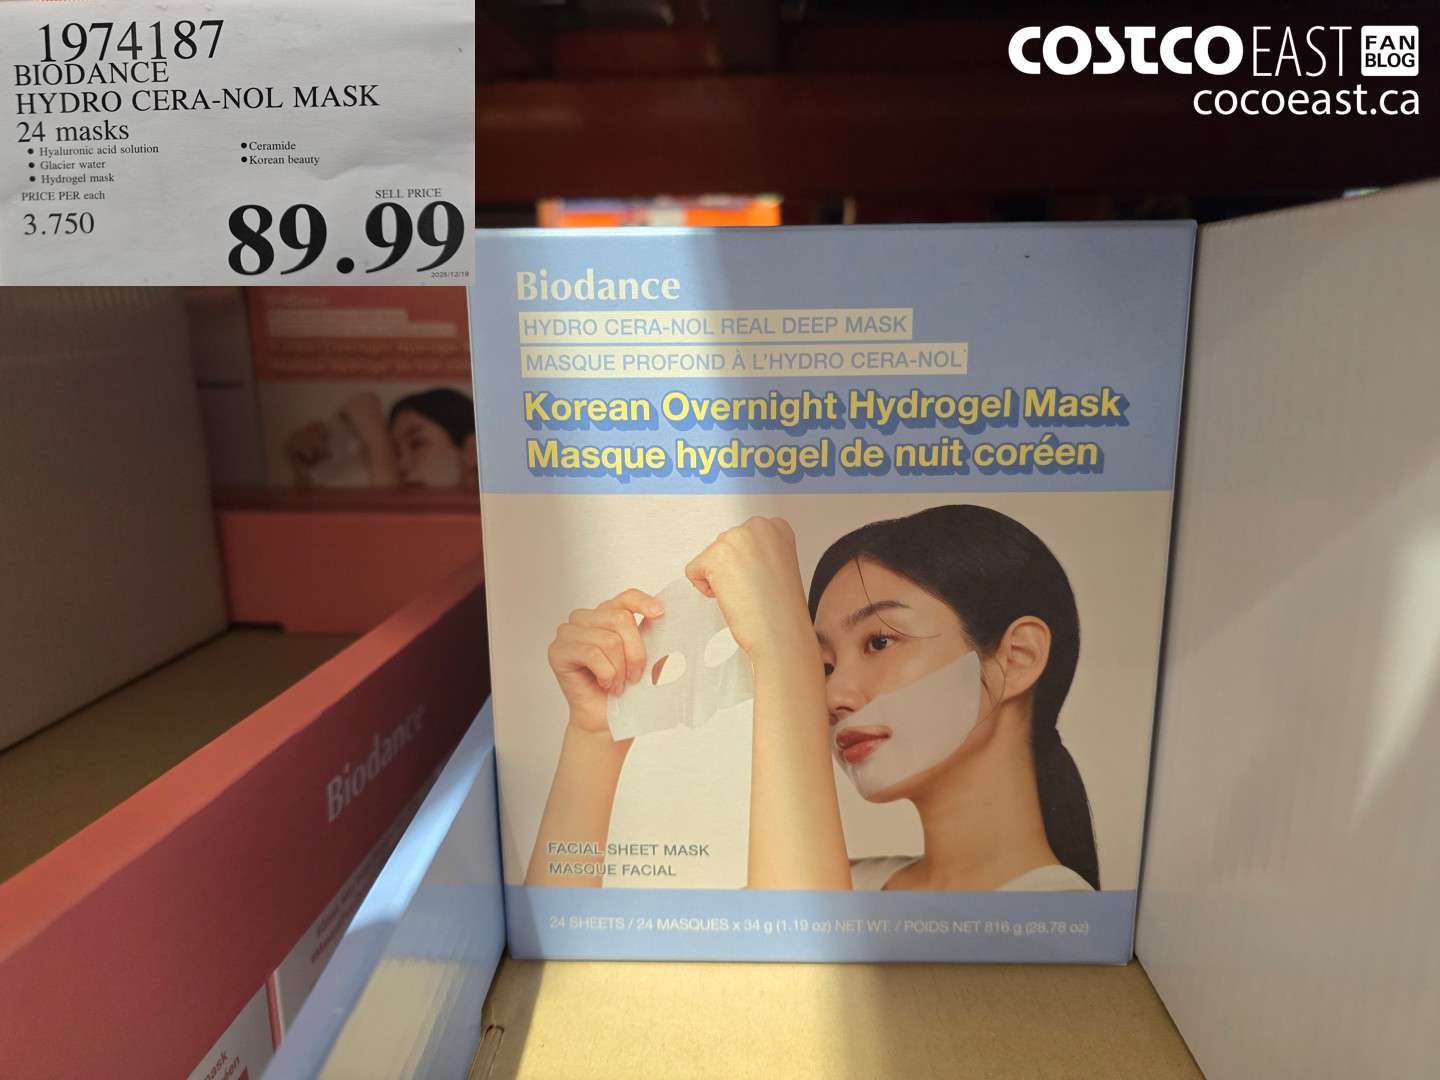 1974187
BIODANCE
HYDRO CERA-NOL MASK
24 masks
• Hyaluronic acid solution
• Glacier water
• Hydrogel mask
• Ceramide
• Korean beauty
PRICE PER each
3.750
SELL PRICE
89.99
2025/12/19
COSTCO EAST FAN BLOG
cocoeast.ca
Biodance
HYDRO CERA-NOL REAL DEEP MASK
MASQUE PROFOND À L'HYDRO CERA-NOL
Korean Overnight Hydrogel Mask
Masque hydrogel de nuit coréen
FACIAL SHEET MASK
MASQUE FACIAL
24 SHEETS / 24 MASQUES x 34 g (1.19 oz) NET WT. / POIDS NET 816 g (28.78 oz)
Biodance
Biodance